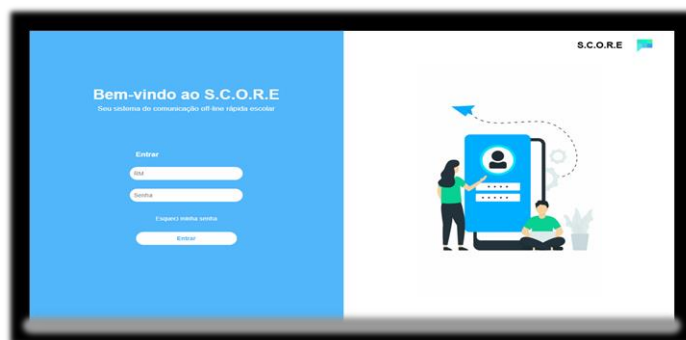 S.C.O.R.E
Bem-vindo ao S.C.O.R.E
Seu sistema de comunicação off-line rápida escolar
Entrar
RM
Senha
Esqueci minha senha
Entrar